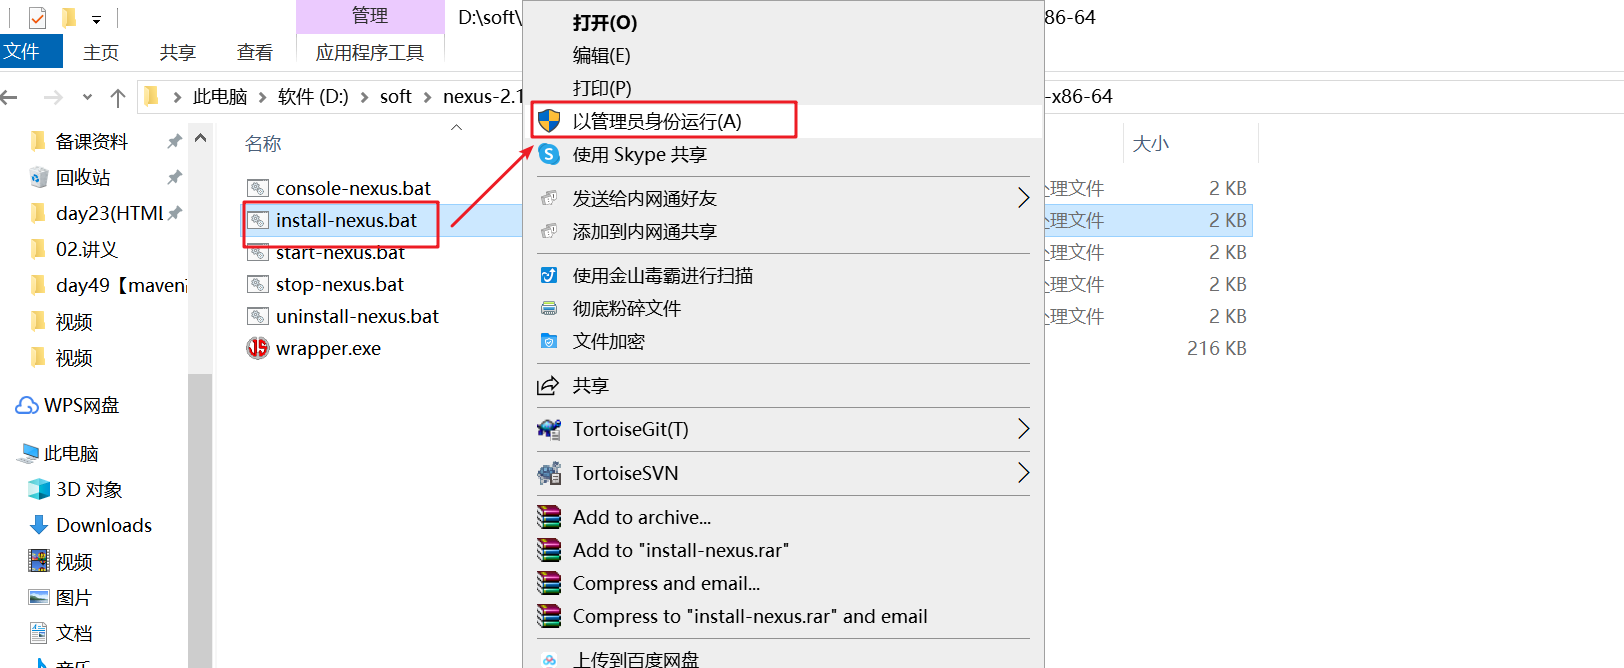 管理
D:\soft\
86-64
文件
主页
共享
查看
应用程序工具
此电脑
软件 (D:)
soft
nexus-2.1
-x86-64
备课资料
回收站
day23(HTML
02.讲义
day49【maven高
视频
视频
WPS网盘
此电脑
3D 对象
Downloads
视频
图片
文档
音乐
名称
大小
console-nexus.bat
理文件
2 KB
install-nexus.bat
理文件
2 KB
start-nexus.bat
理文件
2 KB
stop-nexus.bat
理文件
2 KB
uninstall-nexus.bat
理文件
2 KB
wrapper.exe
216 KB
打开(O)
编辑(E)
打印(P)
以管理员身份运行(A)
使用 Skype 共享
发送给内网通好友
添加到内网通共享
使用金山毒霸进行扫描
彻底粉碎文件
文件加密
共享
TortoiseGit(T)
TortoiseSVN
Add to archive...
Add to "install-nexus.rar"
Compress and email...
Compress to "install-nexus.rar" and email
上传到百度网盘